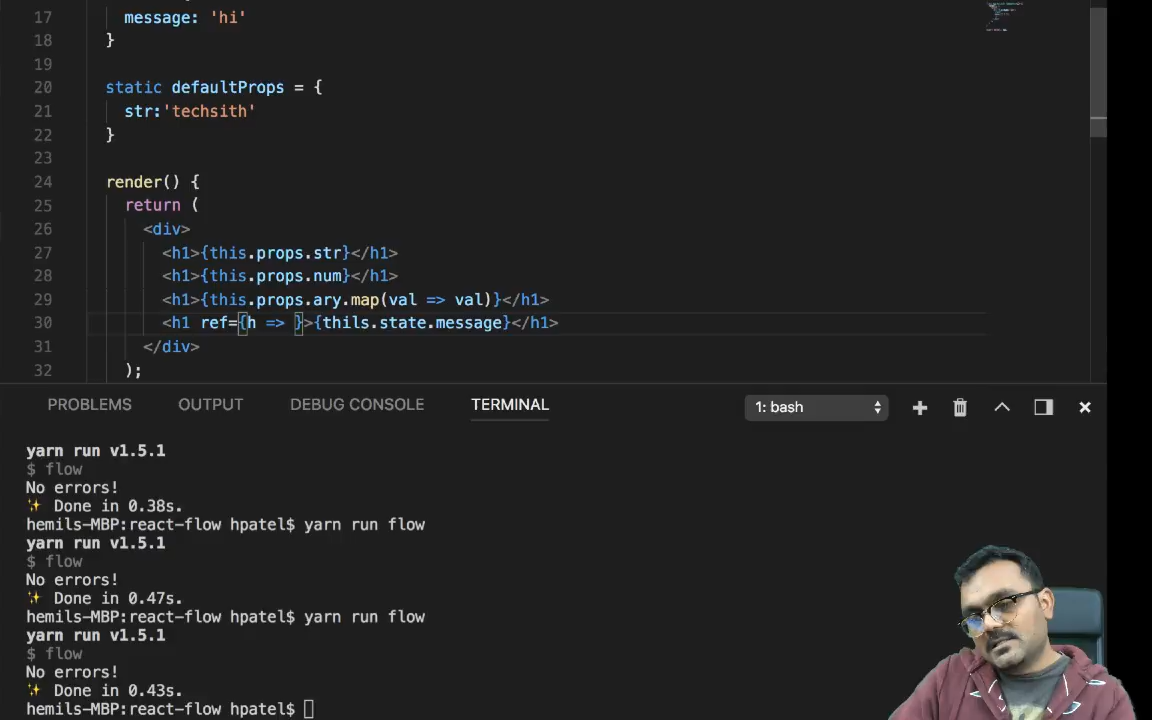 17 message: 'hi'
18 }
19
20 static defaultProps = {
21 str:'techsith'
22 }
23
24 render() {
25 return (
26 <div>
27 <h1>{this.props.str}</h1>
28 <h1>{this.props.num}</h1>
29 <h1>{this.props.ary.map(val => val)}</h1>
30 <h1 ref={h => }>{thils.state.message}</h1>
31 </div>
32 );
PROBLEMS OUTPUT DEBUG CONSOLE TERMINAL 1: bash
yarn run v1.5.1
$ flow
No errors!
✨ Done in 0.38s.
hemils-MBP:react-flow hpatel$ yarn run flow
yarn run v1.5.1
$ flow
No errors!
✨ Done in 0.47s.
hemils-MBP:react-flow hpatel$ yarn run flow
yarn run v1.5.1
$ flow
No errors!
✨ Done in 0.43s.
hemils-MBP:react-flow hpatel$